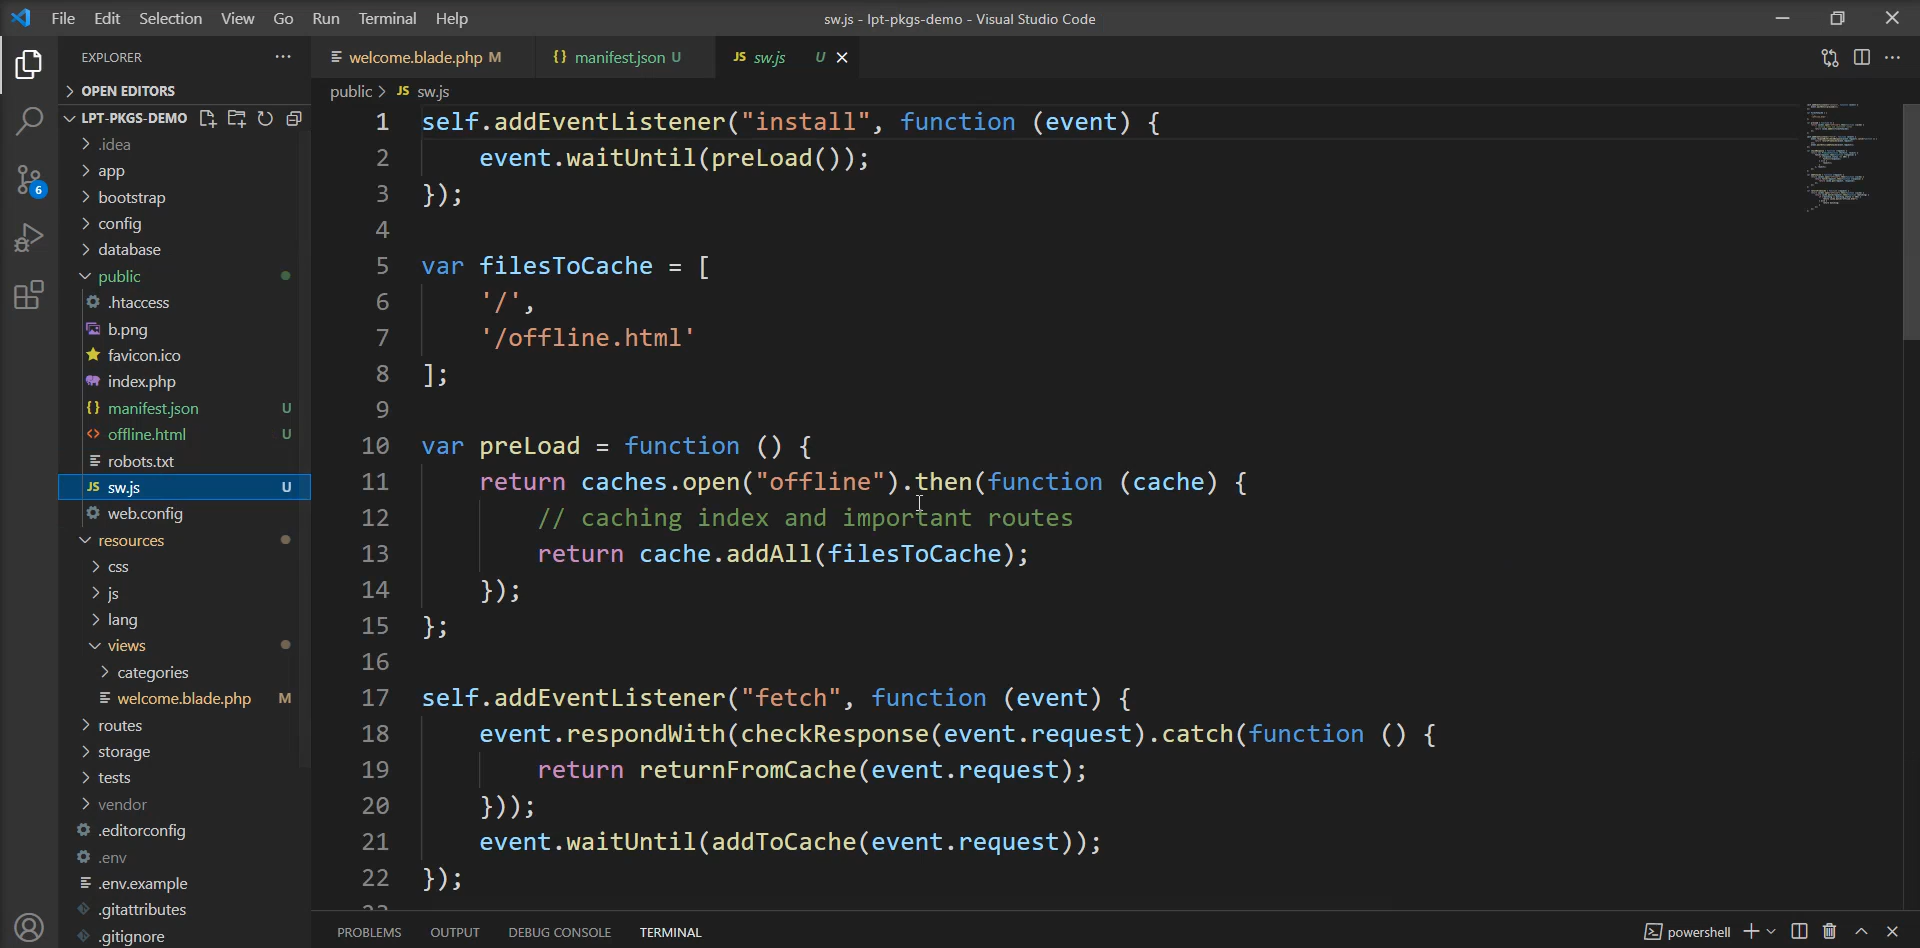 File Edit Selection View Go Run Terminal Help
sw.js - lpt-pkgs-demo - Visual Studio Code
EXPLORER
OPEN EDITORS
LPT-PKGS-DEMO
.idea
app
bootstrap
config
database
public
.htaccess
b.png
favicon.ico
index.php
{} manifest.json U
<> offline.html U
robots.txt
JS sw.js U
web.config
resources
css
js
lang
views
categories
welcome.blade.php M
routes
storage
tests
vendor
.editorconfig
.env
.env.example
.gitattributes
.gitignore
6
welcome.blade.php M {} manifest.json U JS sw.js U
public > JS sw.js
1 self.addEventListener("install", function (event) {
2 event.waitUntil(preLoad());
3 });
4
5 var filesToCache = [
6 '/',
7 '/offline.html'
8 ];
9
10 var preLoad = function () {
11 return caches.open("offline").then(function (cache) {
12 // caching index and important routes
13 return cache.addAll(filesToCache);
14 });
15 };
16
17 self.addEventListener("fetch", function (event) {
18 event.respondWith(checkResponse(event.request).catch(function () {
19 return returnFromCache(event.request);
20 }));
21 event.waitUntil(addToCache(event.request));
22 });
PROBLEMS OUTPUT DEBUG CONSOLE TERMINAL
powershell